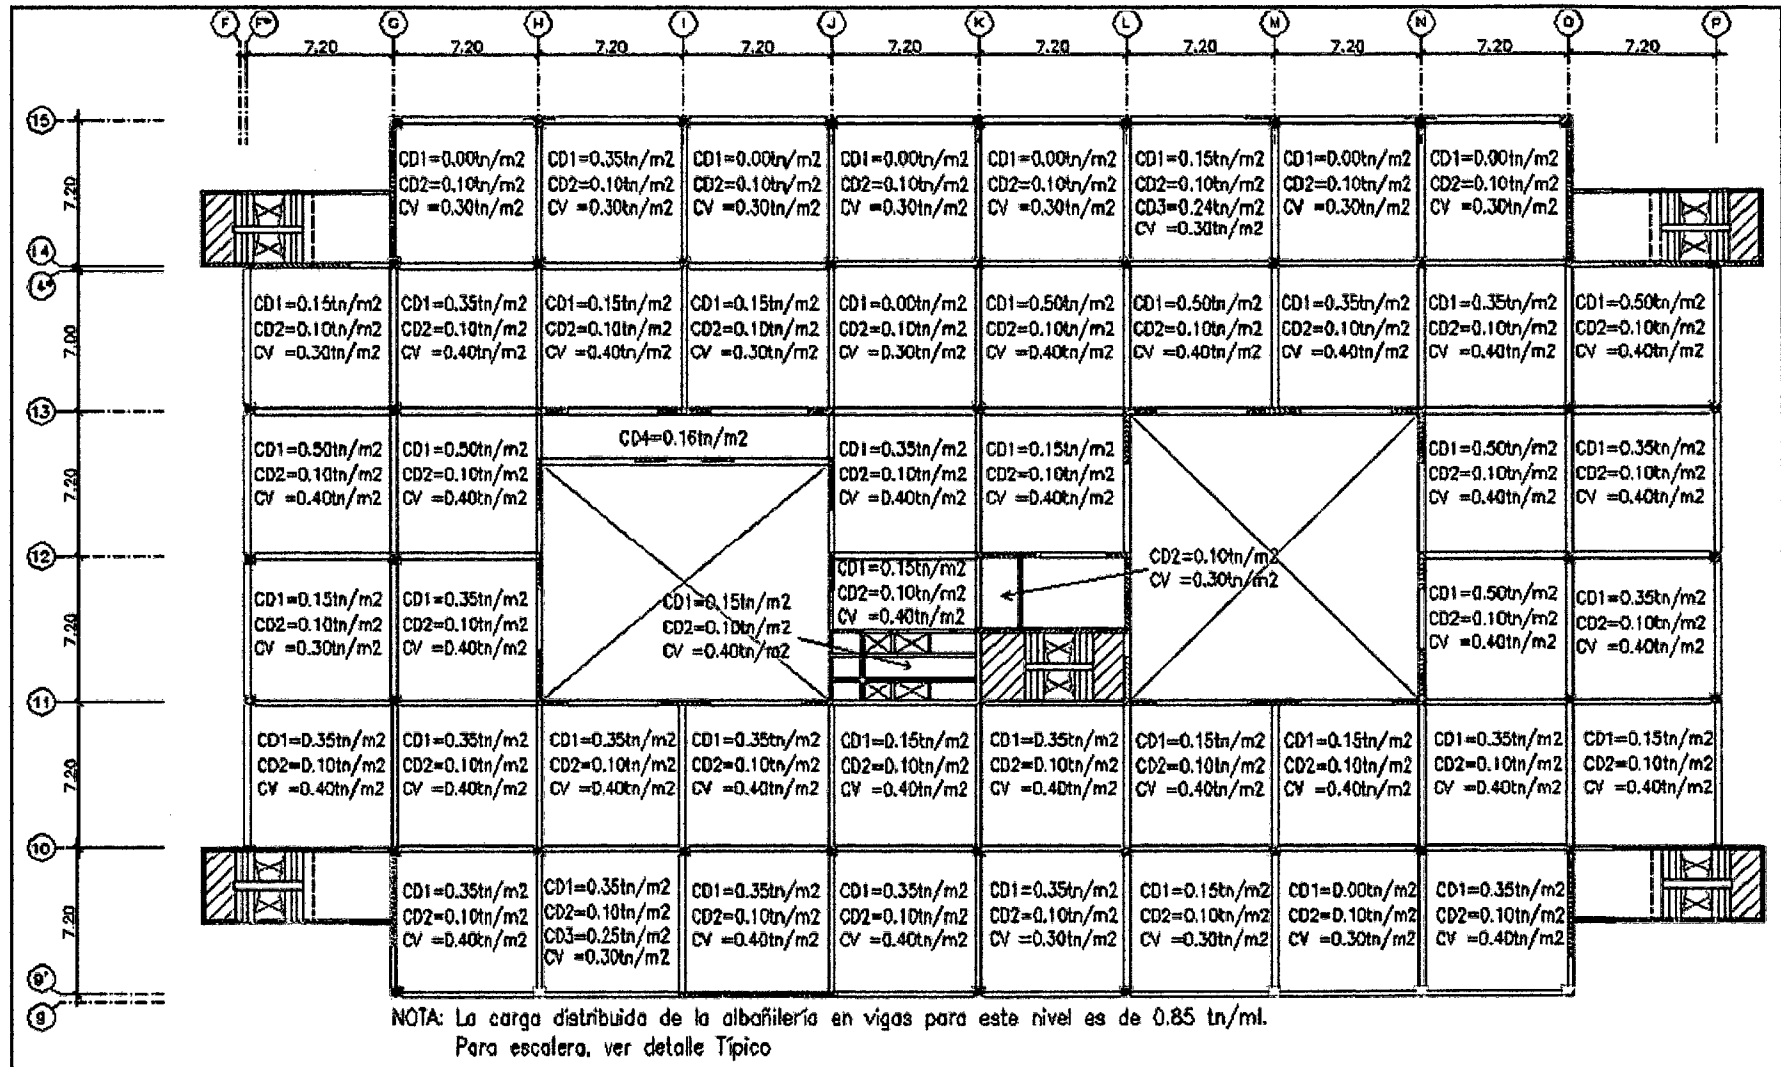 F F' G H I J K L M N O P
7.20 7.20 7.20 7.20 7.20 7.20 7.20 7.20 7.20 7.20
15
7.20
CD1=0.00tn/m2 CD1=0.35tn/m2 CD1=0.00tn/m2 CD1=0.00tn/m2 CD1=0.00tn/m2 CD1=0.15tn/m2 CD1=0.00tn/m2 CD1=0.00tn/m2
CD2=0.10tn/m2 CD2=0.10tn/m2 CD2=0.10tn/m2 CD2=0.10tn/m2 CD2=0.10tn/m2 CD2=0.10tn/m2 CD2=0.10tn/m2 CD2=0.10tn/m2
CV =0.30tn/m2 CV =0.30tn/m2 CV =0.30tn/m2 CV =0.30tn/m2 CV =0.30tn/m2 CD3=0.24tn/m2 CV =0.30tn/m2 CV =0.30tn/m2
CV =0.30tn/m2
14
7.00
CD1=0.15tn/m2 CD1=0.35tn/m2 CD1=0.15tn/m2 CD1=0.15tn/m2 CD1=0.00tn/m2 CD1=0.50tn/m2 CD1=0.50tn/m2 CD1=0.35tn/m2 CD1=0.35tn/m2 CD1=0.50tn/m2
CD2=0.10tn/m2 CD2=0.10tn/m2 CD2=0.10tn/m2 CD2=0.10tn/m2 CD2=0.10tn/m2 CD2=0.10tn/m2 CD2=0.10tn/m2 CD2=0.10tn/m2 CD2=0.10tn/m2 CD2=0.10tn/m2
CV =0.30tn/m2 CV =0.40tn/m2 CV =0.40tn/m2 CV =0.30tn/m2 CV =0.30tn/m2 CV =0.40tn/m2 CV =0.40tn/m2 CV =0.40tn/m2 CV =0.40tn/m2 CV =0.40tn/m2
13
7.20
CD4=0.16tn/m2
CD1=0.50tn/m2 CD1=0.50tn/m2 CD1=0.35tn/m2 CD1=0.15tn/m2 CD1=0.50tn/m2 CD1=0.35tn/m2
CD2=0.10tn/m2 CD2=0.10tn/m2 CD2=0.10tn/m2 CD2=0.10tn/m2 CD2=0.10tn/m2 CD2=0.10tn/m2
CV =0.40tn/m2 CV =0.40tn/m2 CV =0.40tn/m2 CV =0.40tn/m2 CV =0.40tn/m2 CV =0.40tn/m2
12
7.20
CD2=0.10tn/m2
CV =0.30tn/m2
CD1=0.15tn/m2
CD2=0.10tn/m2
CV =0.40tn/m2
CD1=0.15tn/m2 CD1=0.35tn/m2 CD1=0.15tn/m2 CD1=0.50tn/m2 CD1=0.35tn/m2
CD2=0.10tn/m2 CD2=0.10tn/m2 CD2=0.10tn/m2 CD2=0.10tn/m2 CD2=0.10tn/m2
CV =0.30tn/m2 CV =0.40tn/m2 CV =0.40tn/m2 CV =0.40tn/m2 CV =0.40tn/m2
11
7.20
CD1=0.35tn/m2 CD1=0.35tn/m2 CD1=0.35tn/m2 CD1=0.35tn/m2 CD1=0.15tn/m2 CD1=0.35tn/m2 CD1=0.15tn/m2 CD1=0.15tn/m2 CD1=0.35tn/m2 CD1=0.15tn/m2
CD2=0.10tn/m2 CD2=0.10tn/m2 CD2=0.10tn/m2 CD2=0.10tn/m2 CD2=0.10tn/m2 CD2=0.10tn/m2 CD2=0.10tn/m2 CD2=0.10tn/m2 CD2=0.10tn/m2 CD2=0.10tn/m2
CV =0.40tn/m2 CV =0.40tn/m2 CV =0.40tn/m2 CV =0.40tn/m2 CV =0.40tn/m2 CV =0.40tn/m2 CV =0.40tn/m2 CV =0.40tn/m2 CV =0.40tn/m2 CV =0.40tn/m2
10
7.20
CD1=0.35tn/m2 CD1=0.35tn/m2 CD1=0.35tn/m2 CD1=0.35tn/m2 CD1=0.35tn/m2 CD1=0.15tn/m2 CD1=0.00tn/m2 CD1=0.35tn/m2
CD2=0.10tn/m2 CD2=0.10tn/m2 CD2=0.10tn/m2 CD2=0.10tn/m2 CD2=0.10tn/m2 CD2=0.10tn/m2 CD2=0.10tn/m2 CD2=0.10tn/m2
CV =0.40tn/m2 CD3=0.25tn/m2 CV =0.40tn/m2 CV =0.40tn/m2 CV =0.30tn/m2 CV =0.30tn/m2 CV =0.30tn/m2 CV =0.40tn/m2
CV =0.30tn/m2
9'
9
NOTA: La carga distribuida de la albañilería en vigas para este nivel es de 0.85 tn/ml.
Para escalera, ver detalle Típico